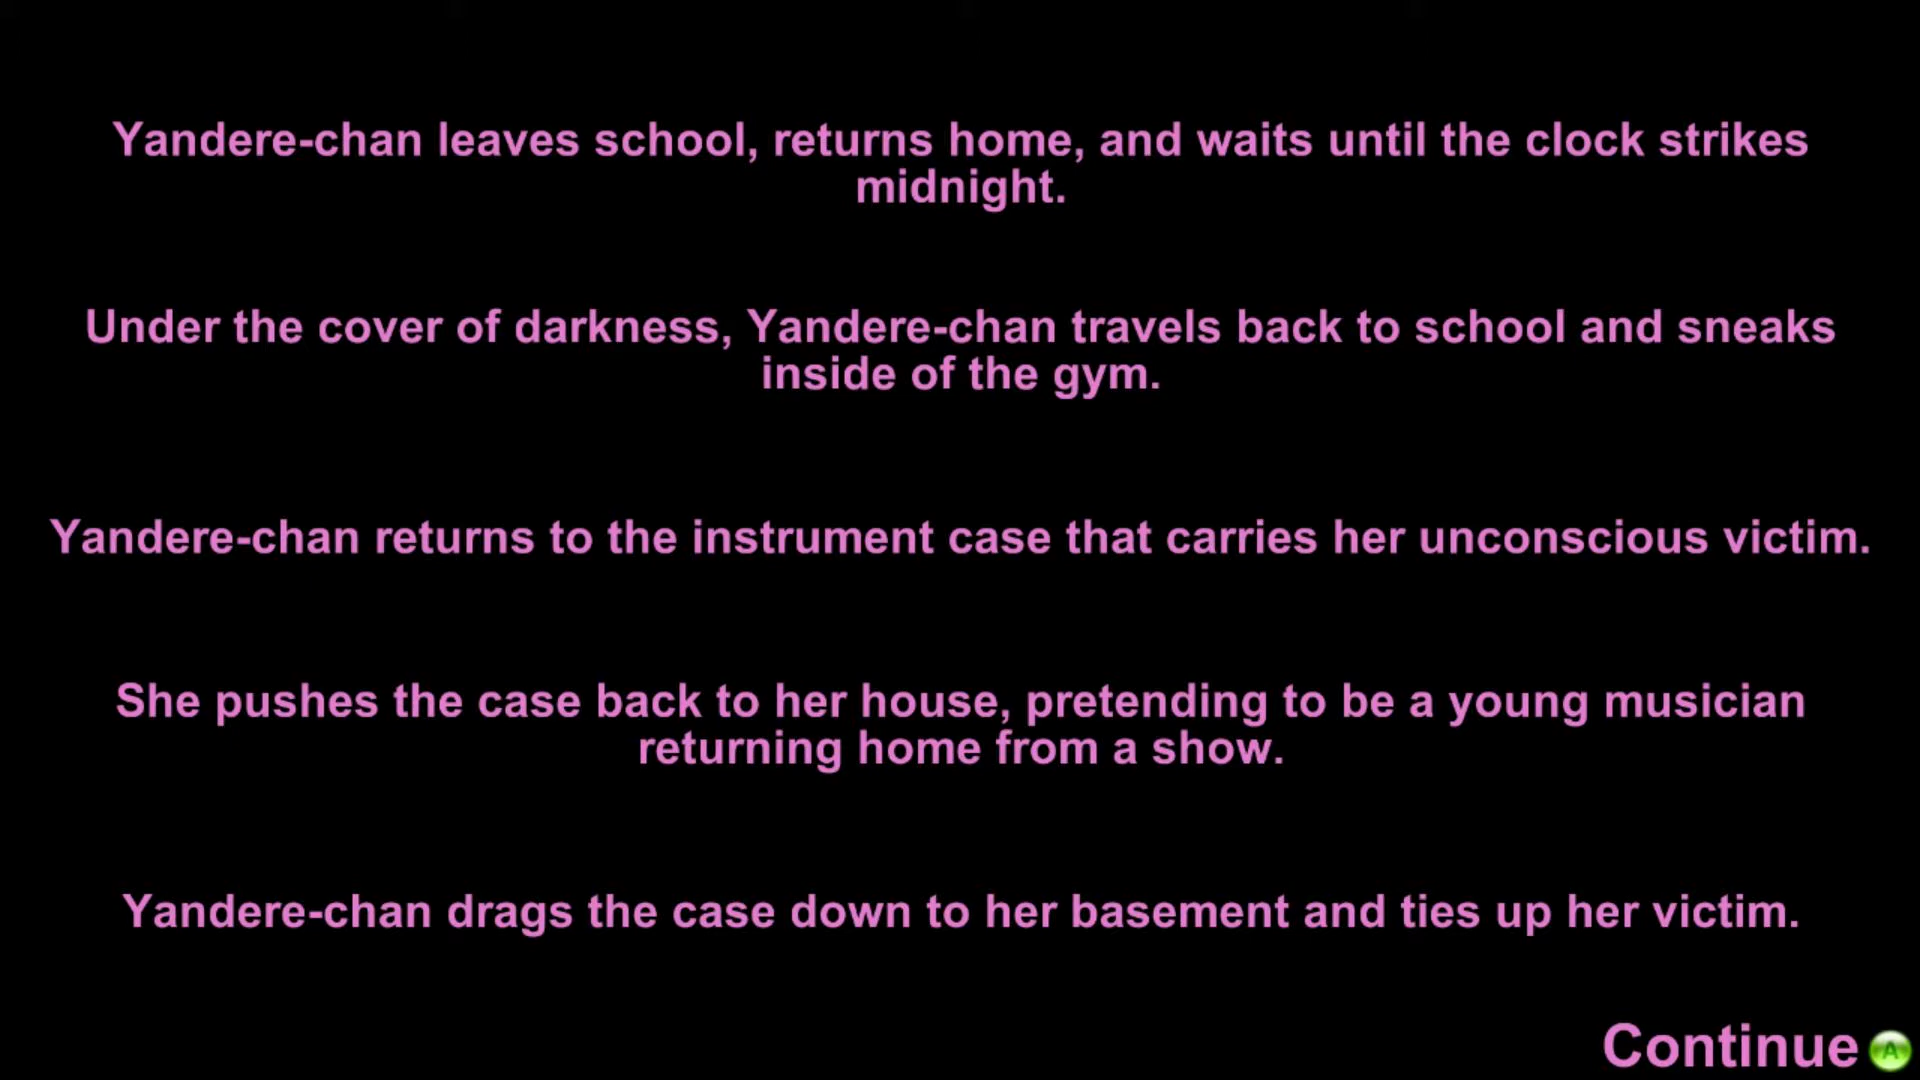 Yandere-chan leaves school, returns home, and waits until the clock strikes
midnight.
Under the cover of darkness, Yandere-chan travels back to school and sneaks
inside of the gym.
Yandere-chan returns to the instrument case that carries her unconscious victim.
She pushes the case back to her house, pretending to be a young musician
returning home from a show.
Yandere-chan drags the case down to her basement and ties up her victim.
Continue A